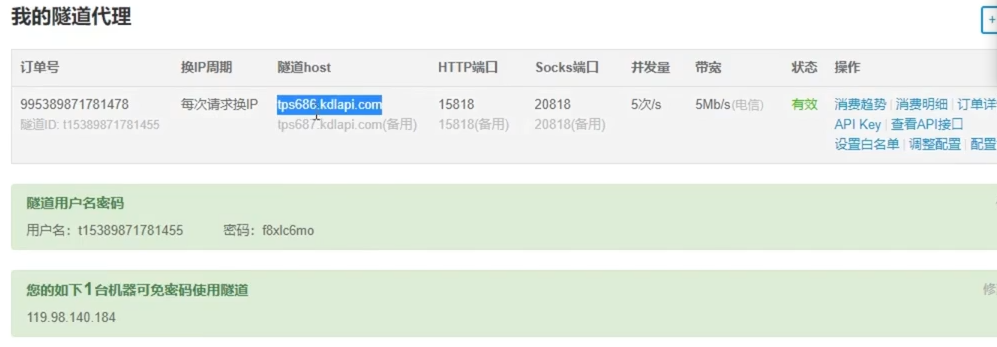 我的隧道代理
订单号 换IP周期 隧道host HTTP端口 Socks端口 并发量 带宽 状态 操作
995389871781478 每次请求换IP tps686.kdlapi.com 15818 20818 5次/s 5Mb/s(电信) 有效 消费趋势 | 消费明细 | 订单详
隧道ID: t15389871781455 tps687.kdlapi.com(备用) 15818(备用) 20818(备用) API Key | 查看API接口
设置白名单 | 调整配置 | 配置
隧道用户名密码
用户名：t15389871781455 密码：f8xlc6mo
您的如下1台机器可免密码使用隧道 修
119.98.140.184